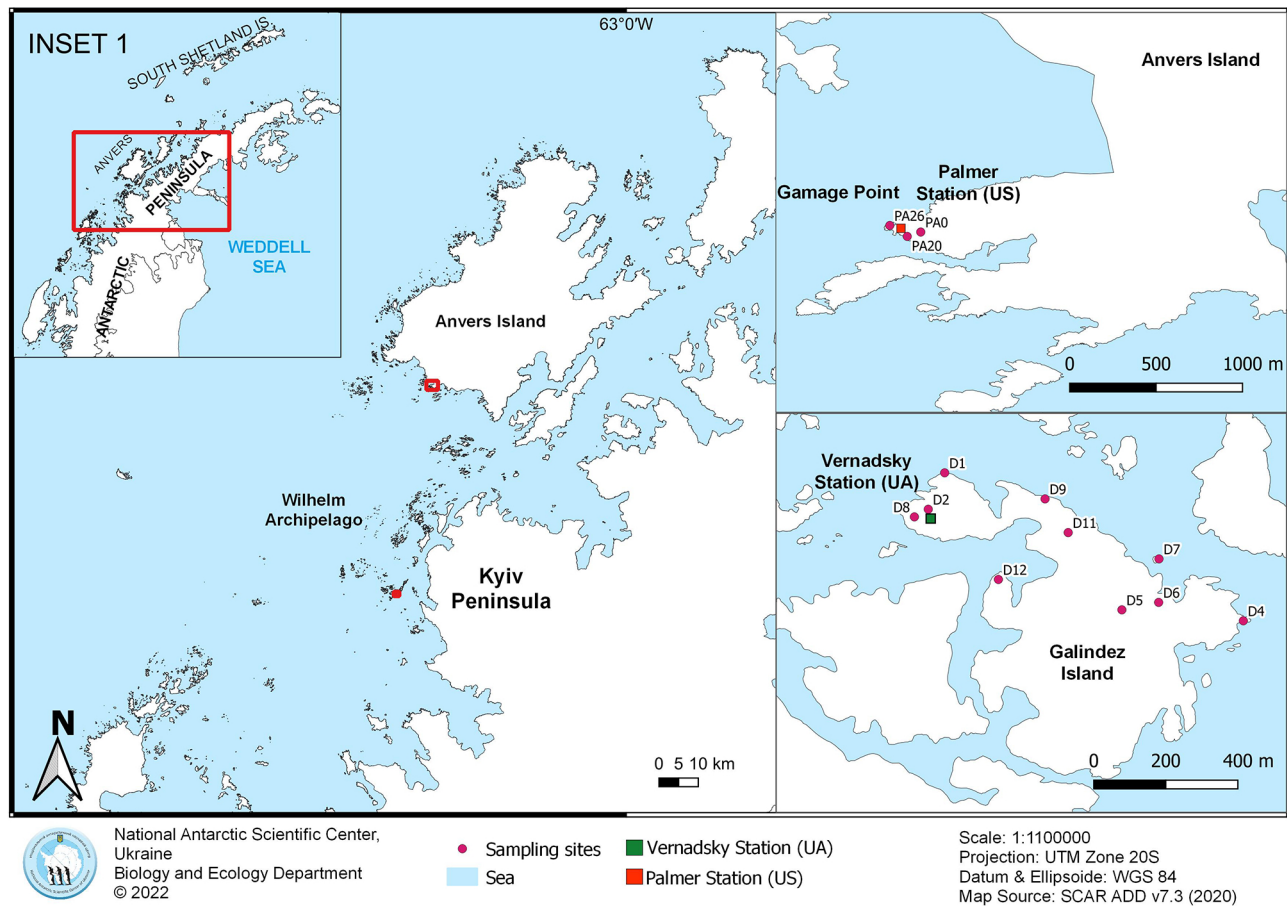 INSET 1
SOUTH SHETLAND IS.
ANVERS
PENINSULA
ANTARCTIC
WEDDELL
SEA
63°0'W
Anvers Island
Wilhelm
Archipelago
Kyiv
Peninsula
N
0 5 10 km
Anvers Island
Palmer
Station (US)
Gamage Point
PA26
PA0
PA20
0 500 1000 m
Vernadsky
Station (UA)
D1
D2
D8
D9
D11
D7
D12
D5
D6
D4
Galindez
Island
0 200 400 m
National Antarctic Scientific Center,
Ukraine
Biology and Ecology Department
© 2022
Sampling sites
Sea
Vernadsky Station (UA)
Palmer Station (US)
Scale: 1:1100000
Projection: UTM Zone 20S
Datum & Ellipsoide: WGS 84
Map Source: SCAR ADD v7.3 (2020)